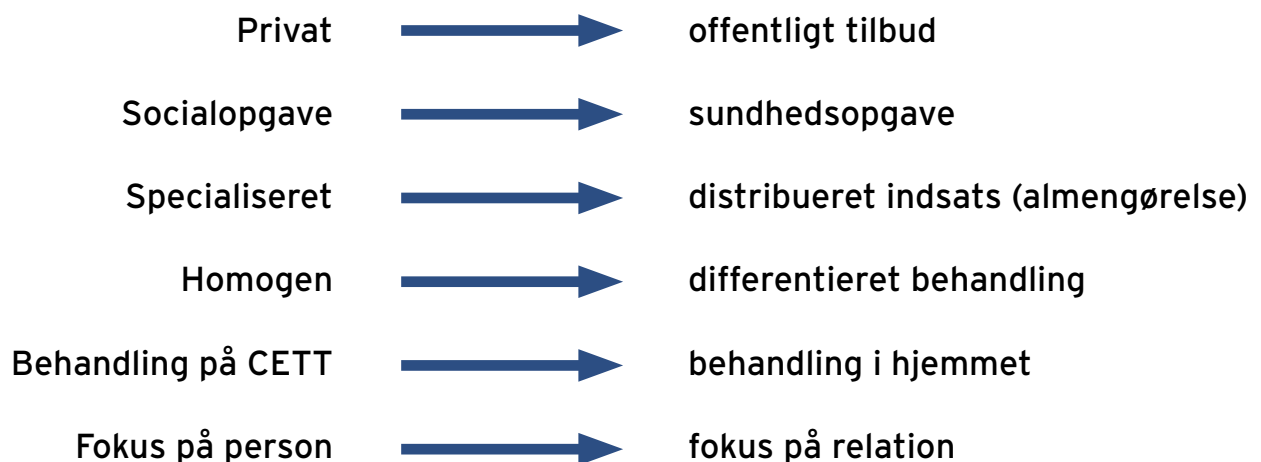 Privat offentligt tilbud
Socialopgave sundhedsopgave
Specialiseret distribueret indsats (almengørelse)
Homogen differentieret behandling
Behandling på CETT behandling i hjemmet
Fokus på person fokus på relation